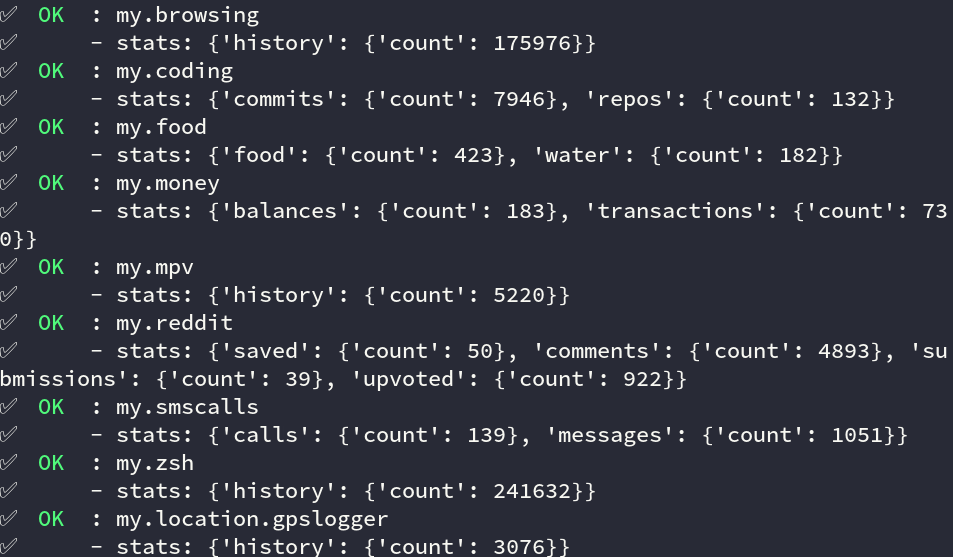 ✅ OK : my.browsing
✅ - stats: {'history': {'count': 175976}}
✅ OK : my.coding
✅ - stats: {'commits': {'count': 7946}, 'repos': {'count': 132}}
✅ OK : my.food
✅ - stats: {'food': {'count': 423}, 'water': {'count': 182}}
✅ OK : my.money
✅ - stats: {'balances': {'count': 183}, 'transactions': {'count': 73
0}}
✅ OK : my.mpv
✅ - stats: {'history': {'count': 5220}}
✅ OK : my.reddit
✅ - stats: {'saved': {'count': 50}, 'comments': {'count': 4893}, 'su
bmissions': {'count': 39}, 'upvoted': {'count': 922}}
✅ OK : my.smscalls
✅ - stats: {'calls': {'count': 139}, 'messages': {'count': 1051}}
✅ OK : my.zsh
✅ - stats: {'history': {'count': 241632}}
✅ OK : my.location.gpslogger
✅ - stats: {'history': {'count': 3076}}